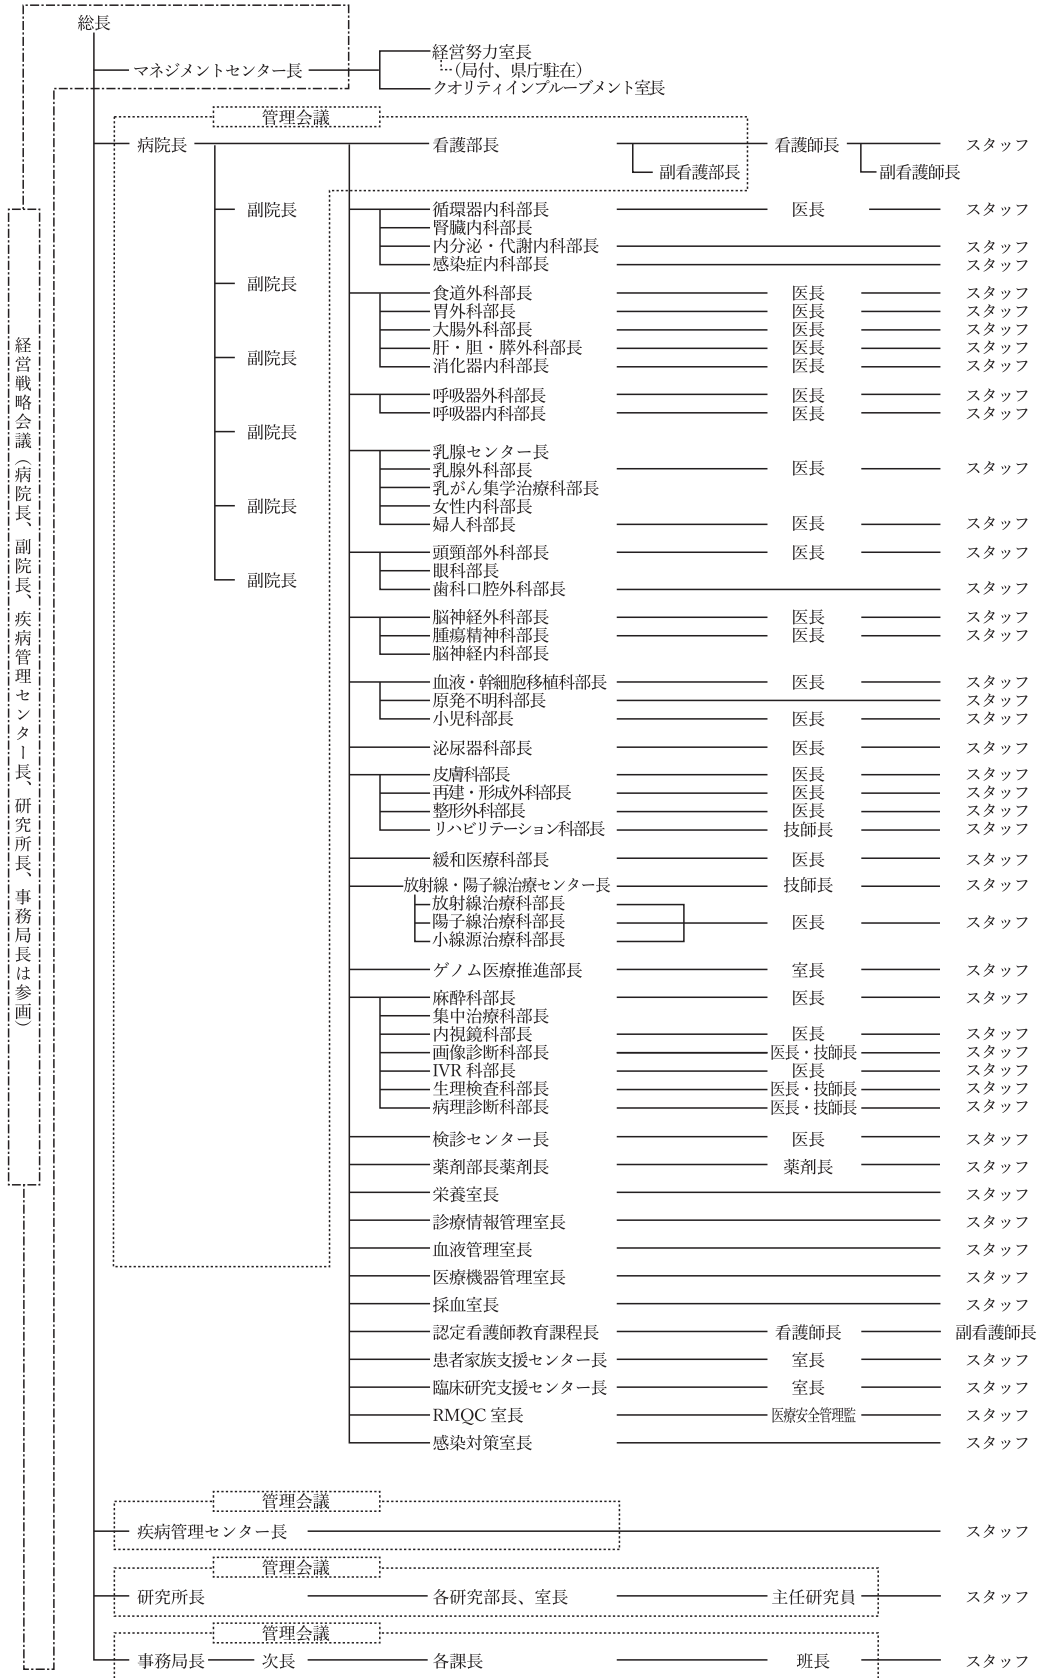 総長
マネジメントセンター長
経営努力室長
(局付、県庁駐在)
クオリティインプルーブメント室長
管理会議
病院長
看護部長
看護師長
スタッフ
副看護部長
副看護師長
副院長
副院長
副院長
副院長
副院長
副院長
経営戦略会議(病院長、副院長、疾病管理センター長、研究所長、事務局長は参画)
循環器内科部長 医長 スタッフ
腎臓内科部長
内分泌・代謝内科部長 スタッフ
感染症内科部長 スタッフ
食道外科部長 医長 スタッフ
胃外科部長 医長 スタッフ
大腸外科部長 医長 スタッフ
肝・胆・膵外科部長 医長 スタッフ
消化器内科部長 医長 スタッフ
呼吸器外科部長 医長 スタッフ
呼吸器内科部長 医長 スタッフ
乳腺センター長
乳腺外科部長 医長 スタッフ
乳がん集学治療科部長
女性内科部長
婦人科部長 医長 スタッフ
頭頸部外科部長 医長 スタッフ
眼科部長
歯科口腔外科部長 スタッフ
脳神経外科部長 医長 スタッフ
腫瘍精神科部長 医長 スタッフ
脳神経内科部長
血液・幹細胞移植科部長 医長 スタッフ
原発不明科部長 スタッフ
小児科部長 医長 スタッフ
泌尿器科部長 医長 スタッフ
皮膚科部長 医長 スタッフ
再建・形成外科部長 医長 スタッフ
整形外科部長 医長 スタッフ
リハビリテーション科部長 技師長 スタッフ
緩和医療科部長 医長 スタッフ
放射線・陽子線治療センター長 技師長 スタッフ
放射線治療科部長
陽子線治療科部長 医長 スタッフ
小線源治療科部長
ゲノム医療推進部長 室長 スタッフ
麻酔科部長 医長 スタッフ
集中治療科部長
内視鏡科部長 医長 スタッフ
画像診断科部長 医長・技師長 スタッフ
IVR 科部長 医長 スタッフ
生理検査科部長 医長・技師長 スタッフ
病理診断科部長 医長・技師長 スタッフ
検診センター長 医長 スタッフ
薬剤部長薬剤長 薬剤長 スタッフ
栄養室長 スタッフ
診療情報管理室長 スタッフ
血液管理室長 スタッフ
医療機器管理室長 スタッフ
採血室長 スタッフ
認定看護師教育課程長 看護師長 副看護師長
患者家族支援センター長 室長 スタッフ
臨床研究支援センター長 室長 スタッフ
RMQC 室長 医療安全管理監 スタッフ
感染対策室長 スタッフ
管理会議
疾病管理センター長 スタッフ
管理会議
研究所長 各研究部長、室長 主任研究員 スタッフ
管理会議
事務局長 次長 各課長 班長 スタッフ